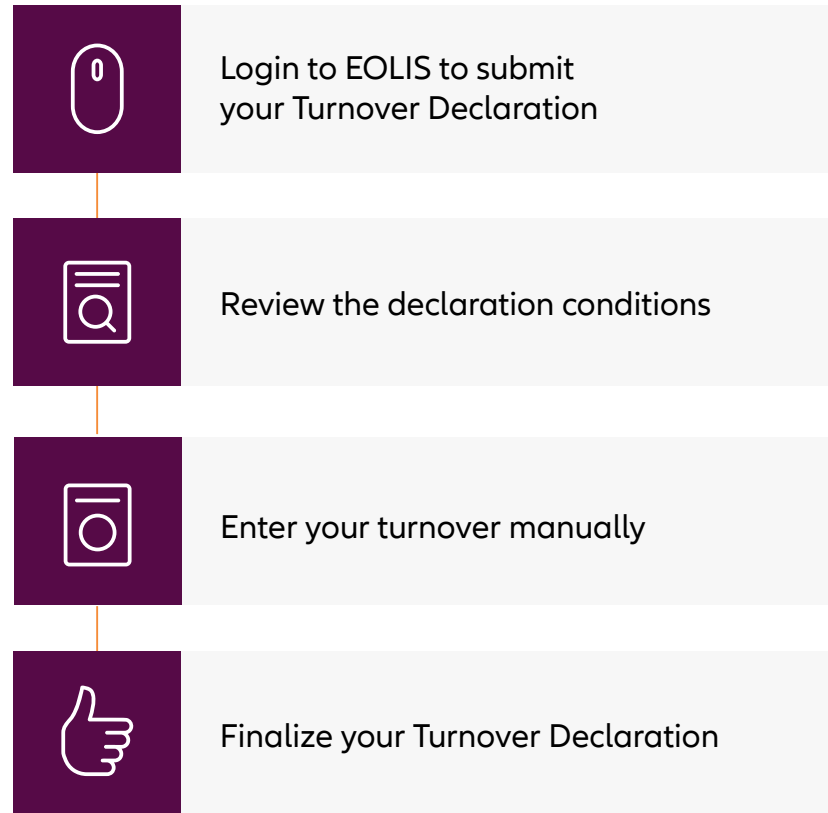 Login to EOLIS to submit
your Turnover Declaration
Review the declaration conditions
Enter your turnover manually
Finalize your Turnover Declaration